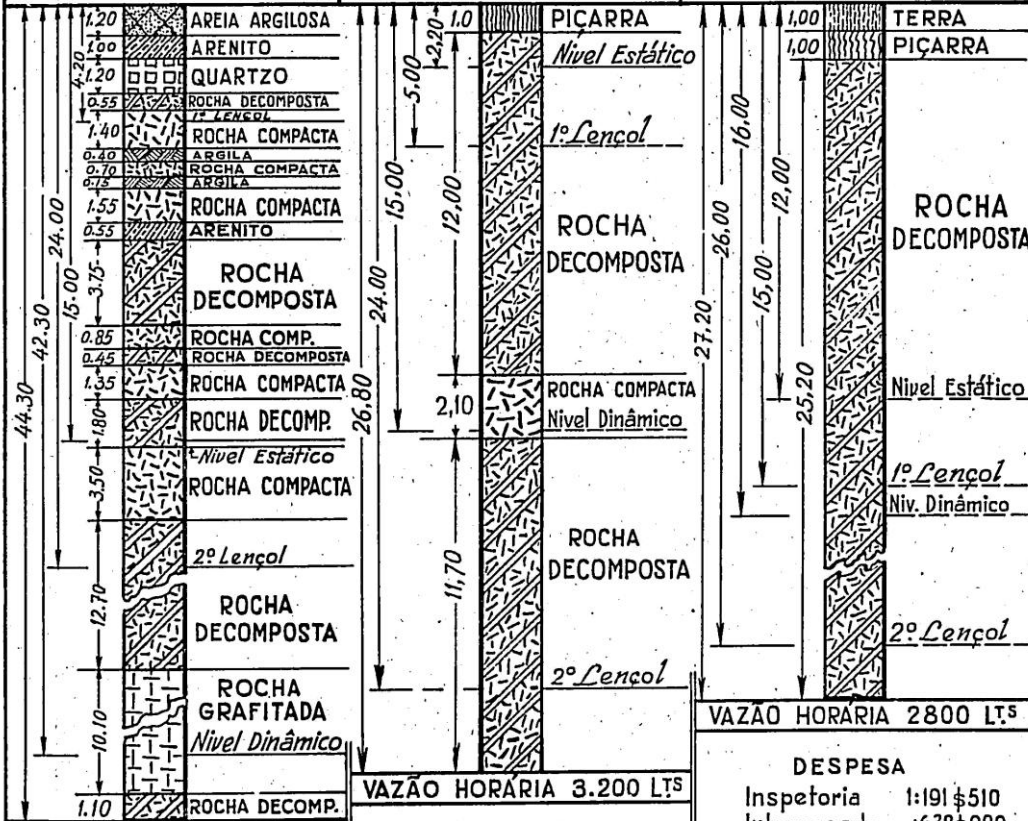 1.20 AREIA ARGILOSA
1.00 ARENITO
1.20 QUARTZO
0.55 ROCHA DECOMPOSTA
1º LENÇOL
4.20
1.40 ROCHA COMPACTA
0.40 ARGILA
0.70 ROCHA COMPACTA
0.15 ARGILA
1.55 ROCHA COMPACTA
0.55 ARENITO
3.75 ROCHA
DECOMPOSTA
0.85 ROCHA COMP.
0.45 ROCHA DECOMPOSTA
1.35 ROCHA COMPACTA
1.80 ROCHA DECOMP.
Nivel Estático
3.50 ROCHA COMPACTA
2º Lençol
12.70 ROCHA
DECOMPOSTA
10.10 ROCHA
GRAFITADA
Nivel Dinâmico
1.10 ROCHA DECOMP.
44.30
42.30
24.00
15.00
1.0 PIÇARRA
2,20 Nivel Estático
5.00 1º Lençol
12,00 ROCHA
DECOMPOSTA
2,10 ROCHA COMPACTA
Nivel Dinâmico
15.00
11,70 ROCHA
DECOMPOSTA
24.00 2º Lençol
26.80
VAZÃO HORÁRIA 3.200 LTS
1,00 TERRA
1,00 PIÇARRA
ROCHA
DECOMPOSTA
12,00 Nivel Estático
15,00 1º Lençol
16.00 Niv. Dinâmico
26.00 2º Lençol
27.20
25.20
VAZÃO HORÁRIA 2800 LTS
DESPESA
Inspetoria 1:191$510